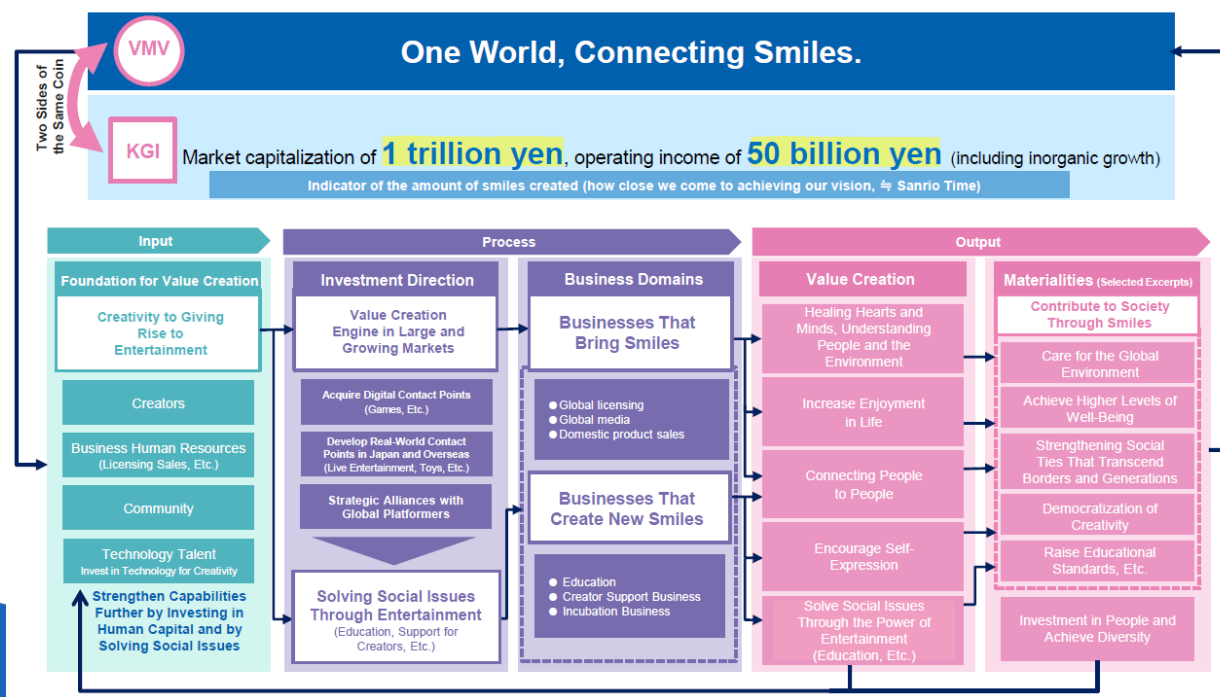 VMV
One World, Connecting Smiles.
Two Sides of
the Same Coin
KGI
Market capitalization of 1 trillion yen, operating income of 50 billion yen (including inorganic growth)
Indicator of the amount of smiles created (how close we come to achieving our vision, ≒ Sanrio Time)
Input
Process
Output
Foundation for Value Creation
Creativity to Giving
Rise to
Entertainment
Creators
Business Human Resources
(Licensing Sales, Etc.)
Community
Technology Talent
Invest in Technology for Creativity
Strengthen Capabilities
Further by Investing in
Human Capital and by
Solving Social Issues
Investment Direction
Value Creation
Engine in Large and
Growing Markets
Acquire Digital Contact Points
(Games, Etc.)
Develop Real-World Contact
Points in Japan and Overseas
(Live Entertainment, Toys, Etc.)
Strategic Alliances with
Global Platformers
Solving Social Issues
Through Entertainment
(Education, Support for
Creators, Etc.)
Business Domains
Businesses That
Bring Smiles
● Global licensing
● Global media
● Domestic product sales
Businesses That
Create New Smiles
● Education
● Creator Support Business
● Incubation Business
Value Creation
Healing Hearts and
Minds, Understanding
People and the
Environment
Increase Enjoyment
in Life
Connecting People
to People
Encourage Self-
Expression
Solve Social Issues
Through the Power of
Entertainment
(Education, Etc.)
Materialities (Selected Excerpts)
Contribute to Society
Through Smiles
Care for the Global
Environment
Achieve Higher Levels of
Well-Being
Strengthening Social
Ties That Transcend
Borders and Generations
Democratization of
Creativity
Raise Educational
Standards, Etc.
Investment in People and
Achieve Diversity